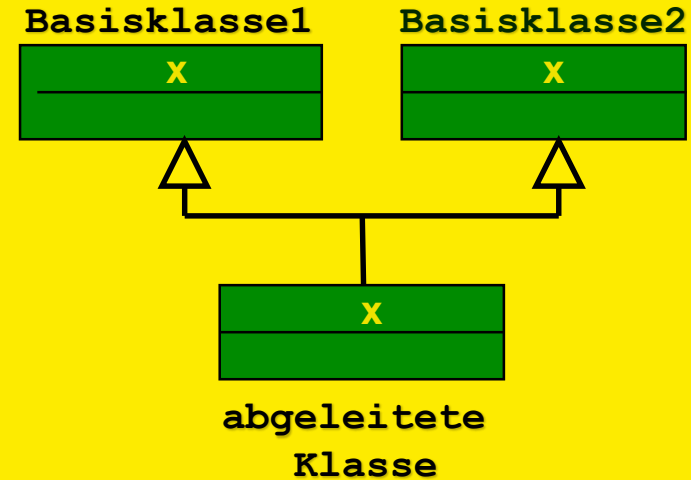 Basisklasse1 Basisklasse2
x x
x
abgeleitete
Klasse